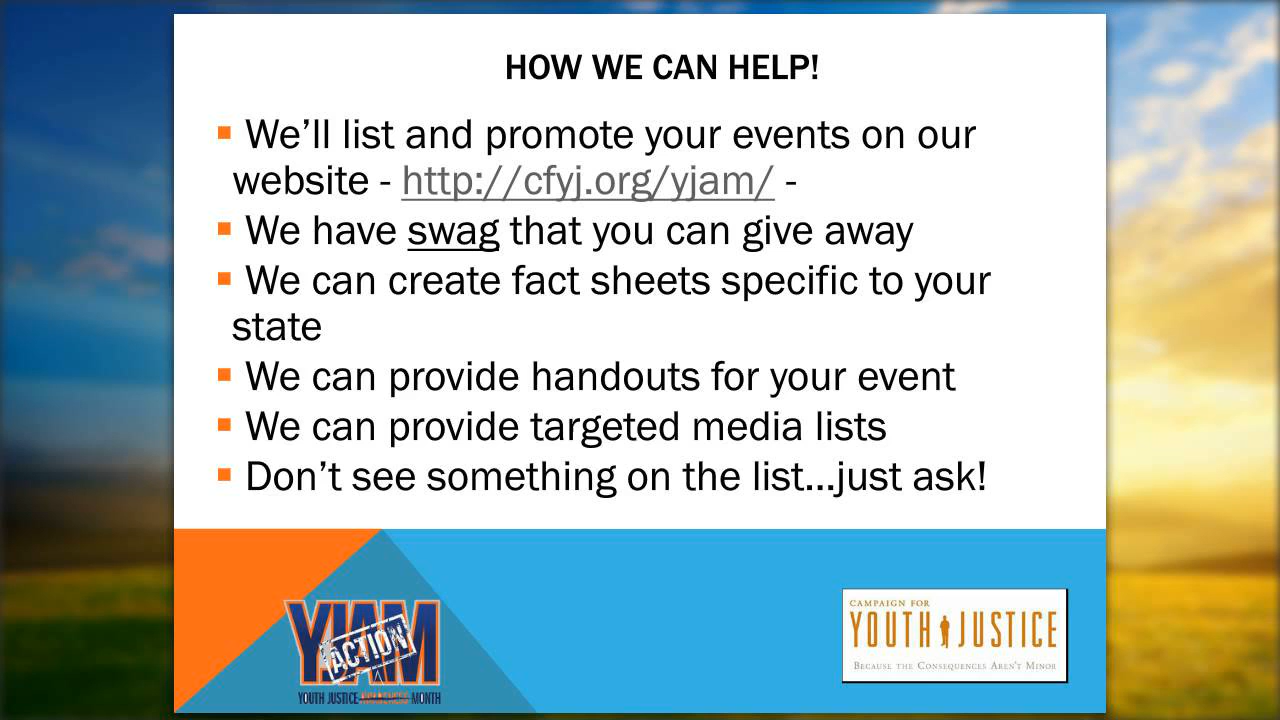 HOW WE CAN HELP!
We’ll list and promote your events on our
website - http://cfyj.org/yjam/ -
We have swag that you can give away
We can create fact sheets specific to your
state
We can provide handouts for your event
We can provide targeted media lists
Don’t see something on the list...just ask!
YJAM
ACTION
YOUTH JUSTICE AWARENESS MONTH
CAMPAIGN FOR
YOUTH JUSTICE
BECAUSE THE CONSEQUENCES AREN'T MINOR